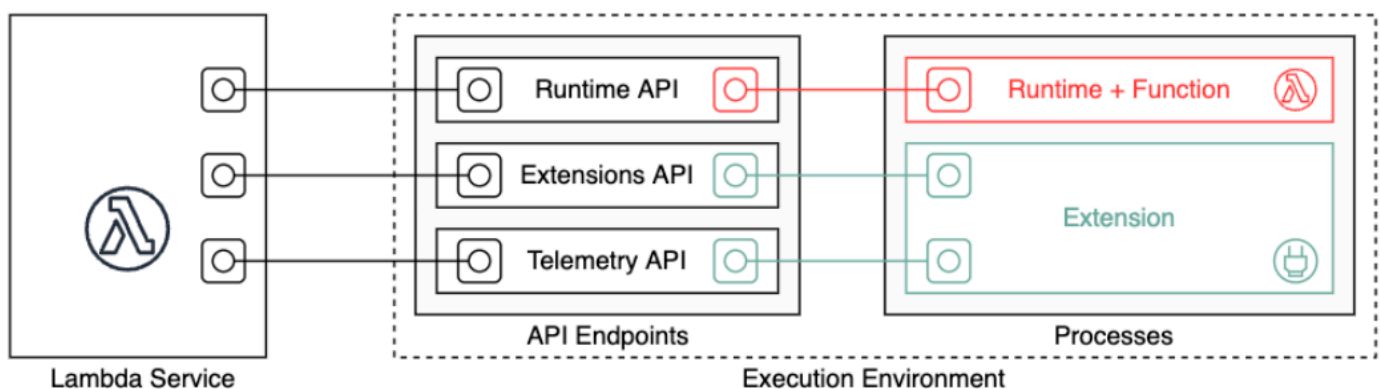 Runtime API
Runtime + Function
Extensions API
Extension
Telemetry API
API Endpoints
Processes
Lambda Service
Execution Environment